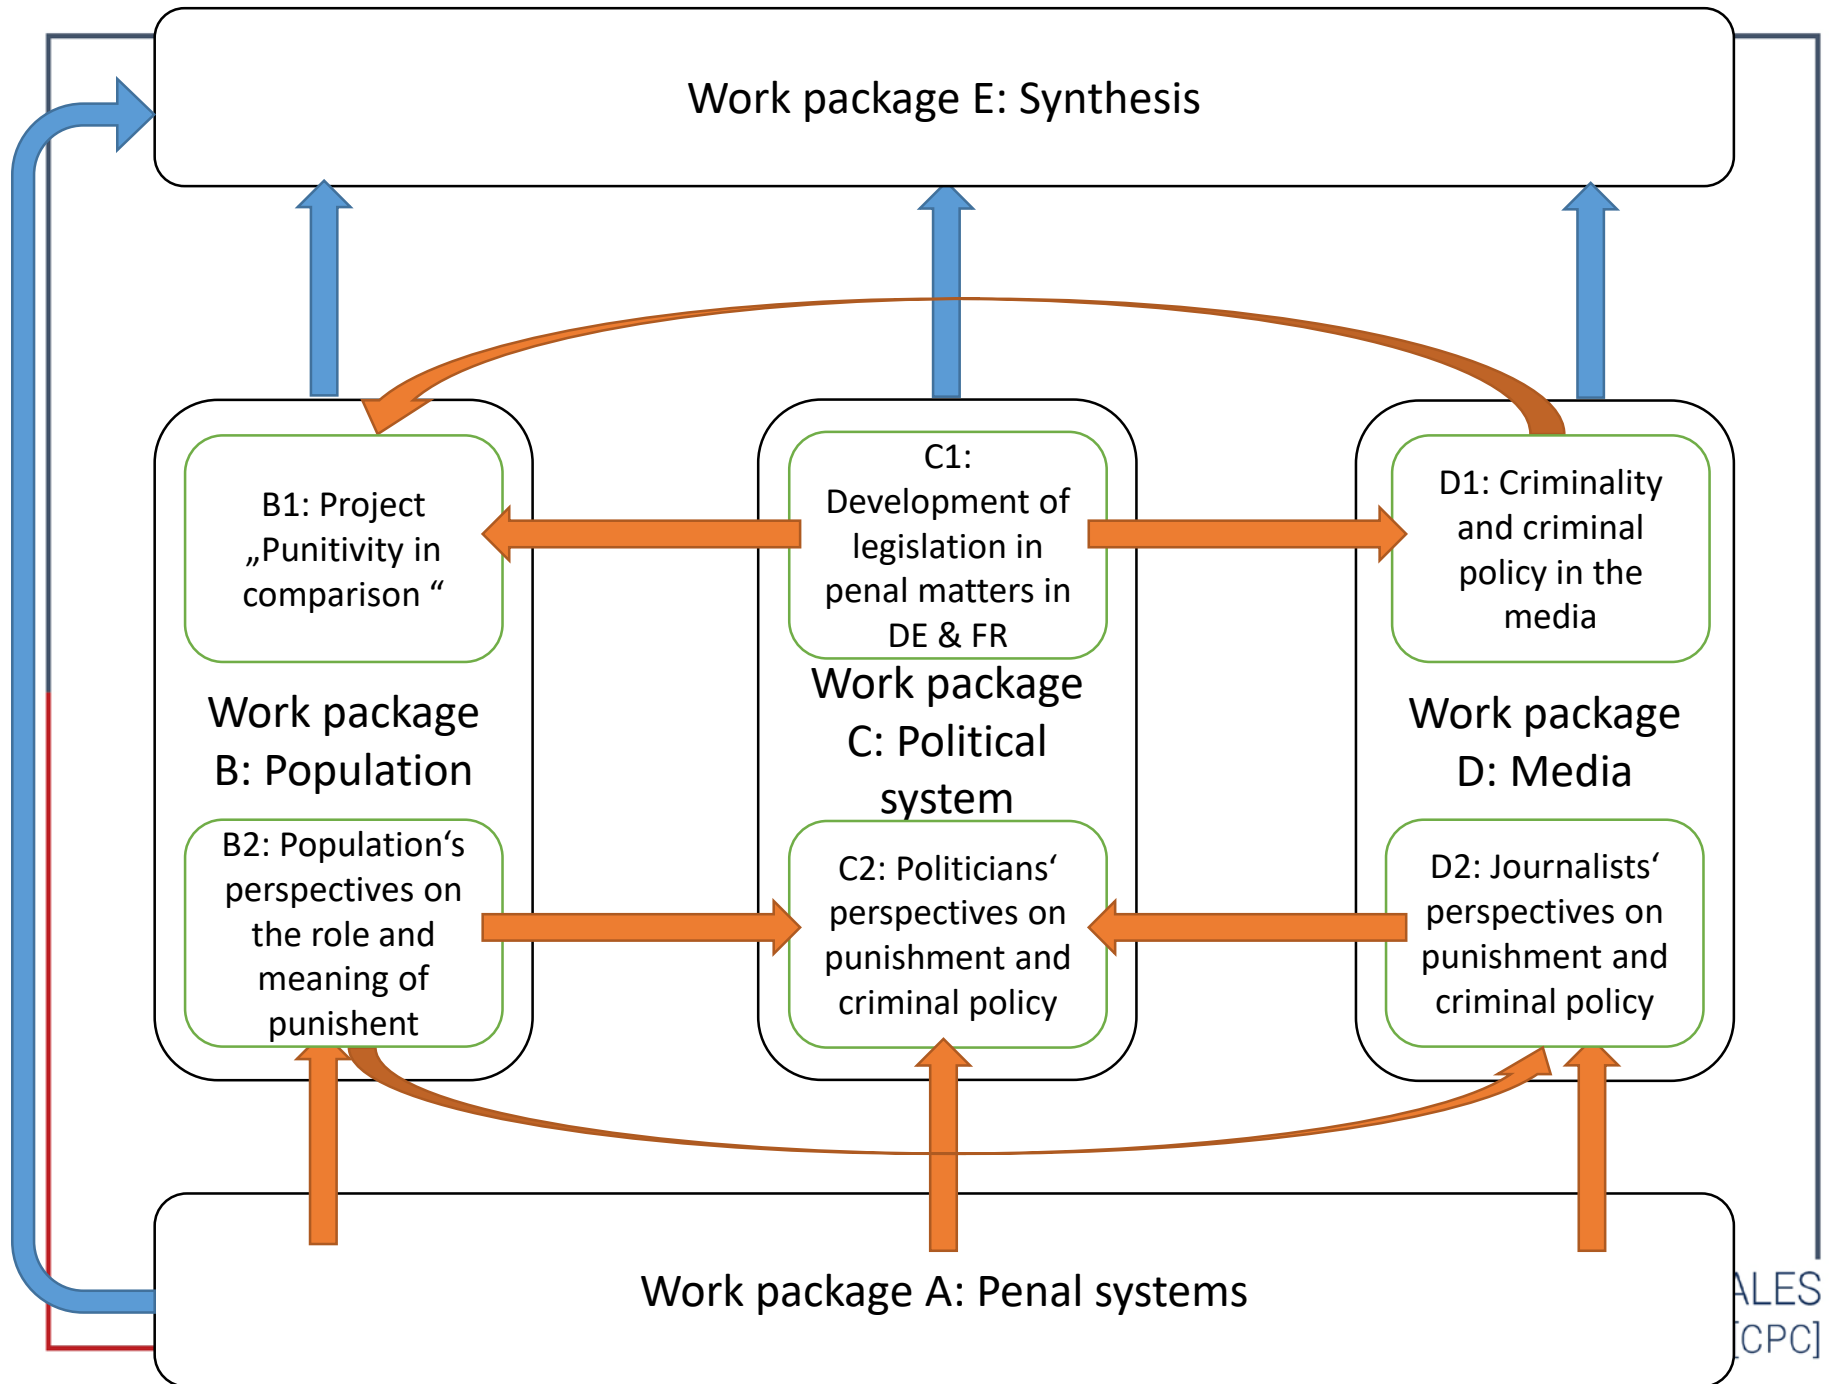 Work package E: Synthesis
B1: Project
„Punitivity in
comparison “
Work package
B: Population
B2: Population‘s
perspectives on
the role and
meaning of
punishent
C1:
Development of
legislation in
penal matters in
DE & FR
Work package
C: Political
system
C2: Politicians‘
perspectives on
punishment and
criminal policy
D1: Criminality
and criminal
policy in the
media
Work package
D: Media
D2: Journalists‘
perspectives on
punishment and
criminal policy
Work package A: Penal systems
ALES
[CPC]